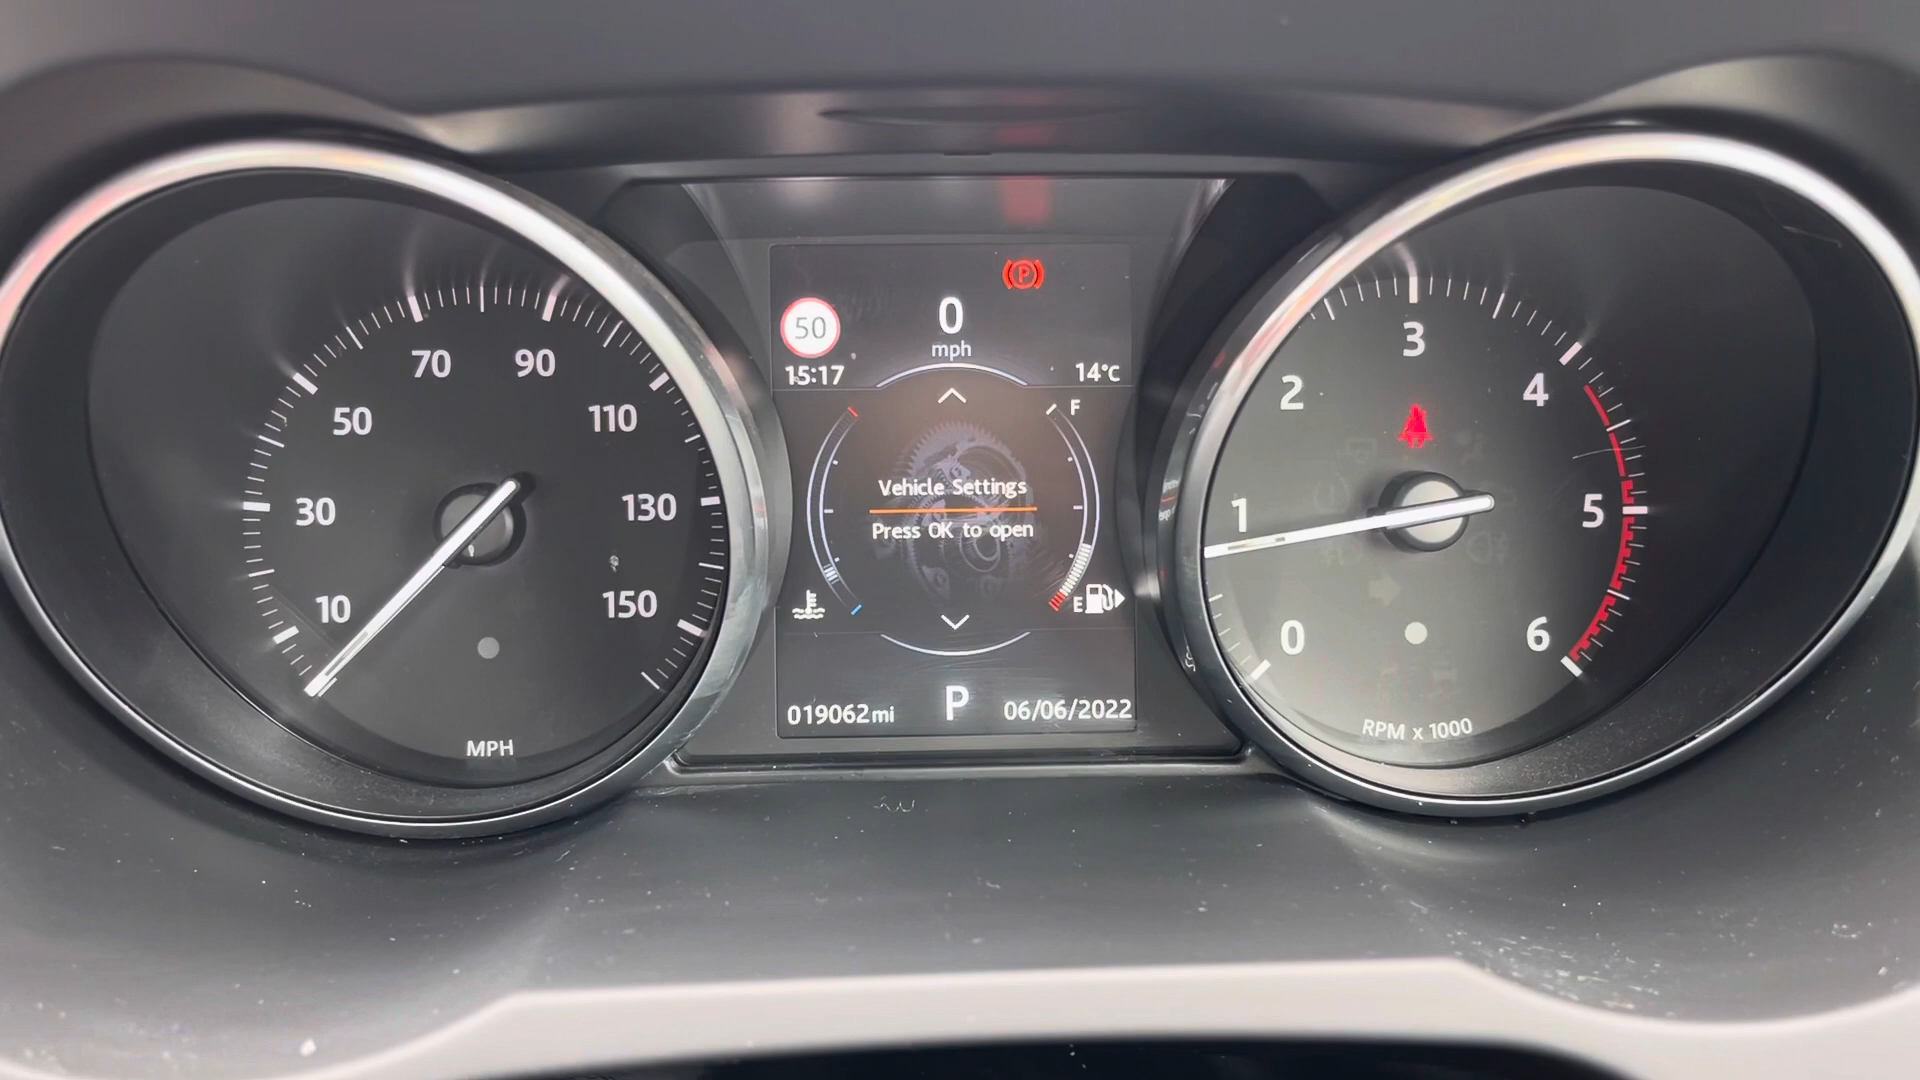 70 90
50 110
30 130
10 150
MPH
50
0
mph
15:17 14°C
F
Vehicle Settings
Press OK to open
E
019062mi P 06/06/2022
3
2 4
1 5
0 6
RPM x 1000